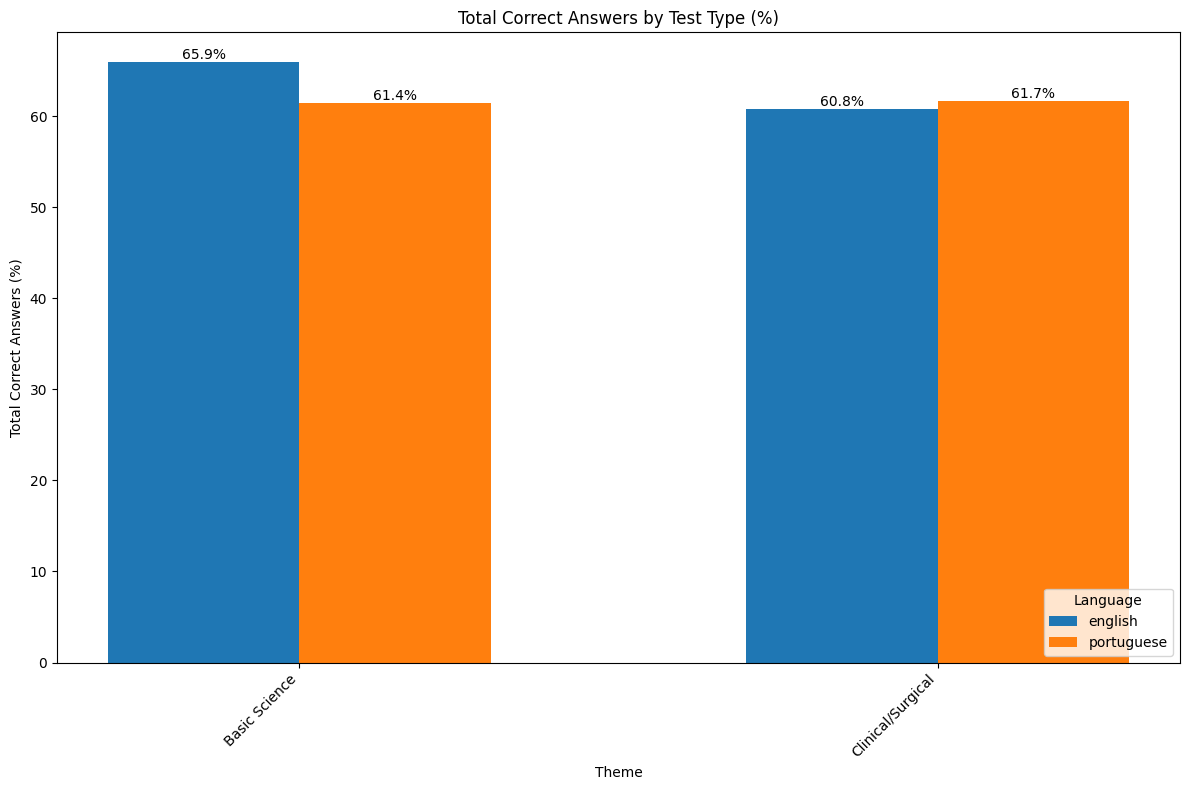 Total Correct Answers by Test Type (%)
65.9%
61.4%
60.8%
61.7%
Total Correct Answers (%)
60
50
40
30
20
10
0
Language
english
portuguese
Basic Science
Clinical/Surgical
Theme